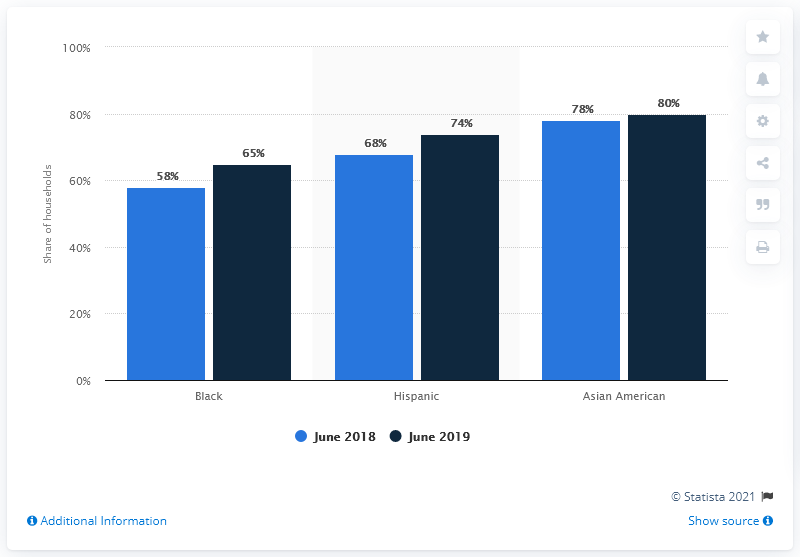 100%
80%
60%
40%
20%
0%
Share of households
58%
65%
68%
74%
78%
80%
Black
Hispanic
Asian American
June 2018
June 2019
© Statista 2021
Additional Information
Show source